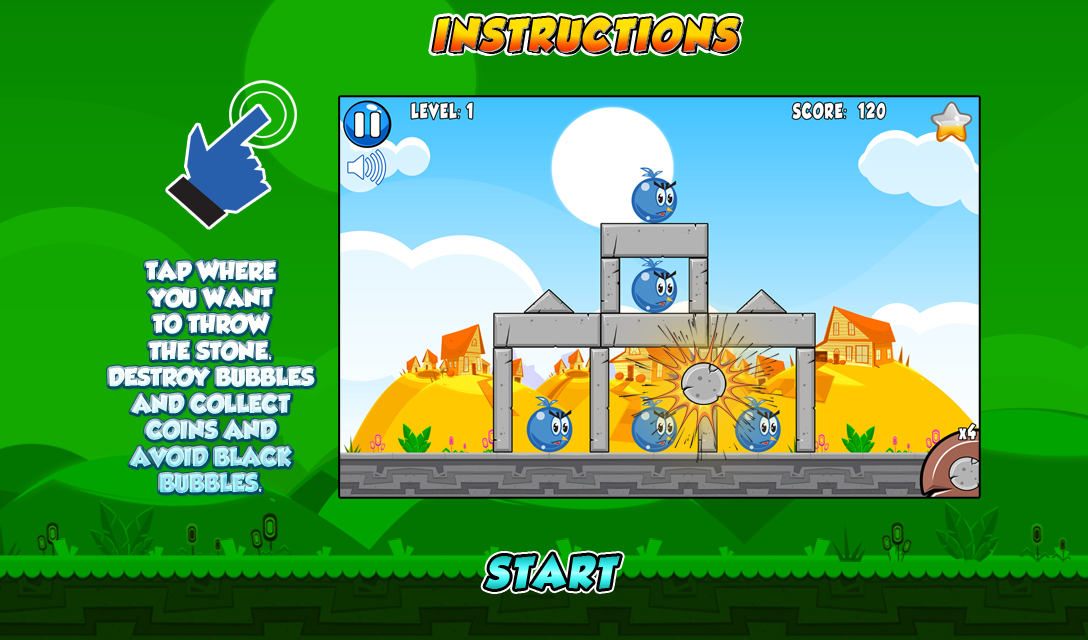 INSTRUCTIONS
LEVEL: 1
SCORE: 120
TAP WHERE
YOU WANT
TO THROW
THE STONE.
DESTROY BUBBLES
AND COLLECT
COINS AND
AVOID BLACK
BUBBLES.
x4
START